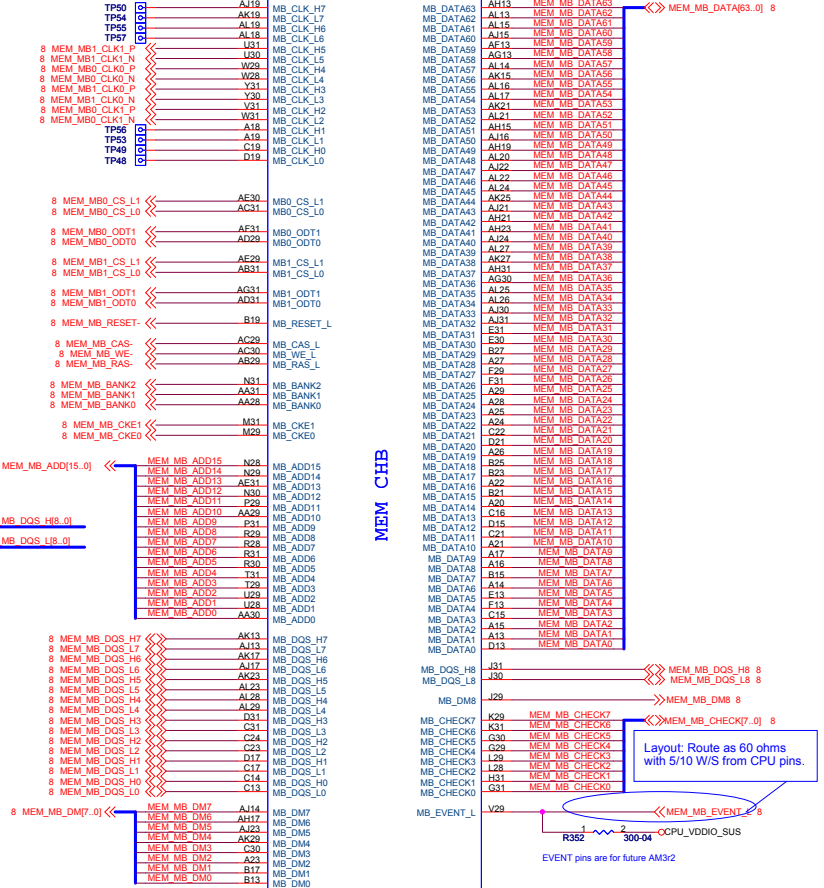 TP50 AJ19 MB_CLK_H7
TP54 AK19 MB_CLK_L7
TP55 AL19 MB_CLK_H6
TP57 AL18 MB_CLK_L6
8 MEM_MB1_CLK1_P U31 MB_CLK_H5
8 MEM_MB1_CLK1_N U30 MB_CLK_L5
8 MEM_MB0_CLK0_P W29 MB_CLK_H4
8 MEM_MB0_CLK0_N W28 MB_CLK_L4
8 MEM_MB1_CLK0_P Y31 MB_CLK_H3
8 MEM_MB1_CLK0_N Y30 MB_CLK_L3
8 MEM_MB0_CLK1_P V31 MB_CLK_H2
8 MEM_MB0_CLK1_N W31 MB_CLK_L2
TP56 A18 MB_CLK_H1
TP53 A19 MB_CLK_L1
TP49 C19 MB_CLK_H0
TP48 D19 MB_CLK_L0
8 MEM_MB0_CS_L1 AE30 MB0_CS_L1
8 MEM_MB0_CS_L0 AC31 MB0_CS_L0
8 MEM_MB0_ODT1 AF31 MB0_ODT1
8 MEM_MB0_ODT0 AD29 MB0_ODT0
8 MEM_MB1_CS_L1 AE29 MB1_CS_L1
8 MEM_MB1_CS_L0 AB31 MB1_CS_L0
8 MEM_MB1_ODT1 AG31 MB1_ODT1
8 MEM_MB1_ODT0 AD31 MB1_ODT0
8 MEM_MB_RESET- B19 MB_RESET_L
8 MEM_MB_CAS- AC29 MB_CAS_L
8 MEM_MB_WE- AC30 MB_WE_L
8 MEM_MB_RAS- AB29 MB_RAS_L
8 MEM_MB_BANK2 N31 MB_BANK2
8 MEM_MB_BANK1 AA31 MB_BANK1
8 MEM_MB_BANK0 AA28 MB_BANK0
8 MEM_MB_CKE1 M31 MB_CKE1
8 MEM_MB_CKE0 M29 MB_CKE0
MEM_MB_ADD[15..0]
MEM_MB_ADD15 N28 MB_ADD15
MEM_MB_ADD14 N29 MB_ADD14
MEM_MB_ADD13 AE31 MB_ADD13
MEM_MB_ADD12 N30 MB_ADD12
MEM_MB_ADD11 P29 MB_ADD11
MEM_MB_ADD10 AA29 MB_ADD10
MEM_MB_ADD9 P31 MB_ADD9
MEM_MB_ADD8 R29 MB_ADD8
MEM_MB_ADD7 R28 MB_ADD7
MEM_MB_ADD6 R31 MB_ADD6
MEM_MB_ADD5 R30 MB_ADD5
MEM_MB_ADD4 T31 MB_ADD4
MEM_MB_ADD3 T29 MB_ADD3
MEM_MB_ADD2 U29 MB_ADD2
MEM_MB_ADD1 U28 MB_ADD1
MEM_MB_ADD0 AA30 MB_ADD0
MB_DQS_H[8..0]
MB_DQS_L[8..0]
8 MEM_MB_DQS_H7 AK13 MB_DQS_H7
8 MEM_MB_DQS_L7 AJ13 MB_DQS_L7
8 MEM_MB_DQS_H6 AK17 MB_DQS_H6
8 MEM_MB_DQS_L6 AJ17 MB_DQS_L6
8 MEM_MB_DQS_H5 AK23 MB_DQS_H5
8 MEM_MB_DQS_L5 AL23 MB_DQS_L5
8 MEM_MB_DQS_H4 AL28 MB_DQS_H4
8 MEM_MB_DQS_L4 AL29 MB_DQS_L4
8 MEM_MB_DQS_H3 D31 MB_DQS_H3
8 MEM_MB_DQS_L3 C31 MB_DQS_L3
8 MEM_MB_DQS_H2 C24 MB_DQS_H2
8 MEM_MB_DQS_L2 C23 MB_DQS_L2
8 MEM_MB_DQS_H1 D17 MB_DQS_H1
8 MEM_MB_DQS_L1 C17 MB_DQS_L1
8 MEM_MB_DQS_H0 C14 MB_DQS_H0
8 MEM_MB_DQS_L0 C13 MB_DQS_L0
8 MEM_MB_DM[7..0]
MEM_MB_DM7 AJ14 MB_DM7
MEM_MB_DM6 AH17 MB_DM6
MEM_MB_DM5 AJ23 MB_DM5
MEM_MB_DM4 AK29 MB_DM4
MEM_MB_DM3 C30 MB_DM3
MEM_MB_DM2 A23 MB_DM2
MEM_MB_DM1 B17 MB_DM1
MEM_MB_DM0 B13 MB_DM0
MEM CHB
MB_DATA63 AH13 MEM_MB_DATA63
MEM_MB_DATA[63..0] 8
MB_DATA62 AL13 MEM_MB_DATA62
MB_DATA61 AL15 MEM_MB_DATA61
MB_DATA60 AJ15 MEM_MB_DATA60
MB_DATA59 AF13 MEM_MB_DATA59
MB_DATA58 AG13 MEM_MB_DATA58
MB_DATA57 AL14 MEM_MB_DATA57
MB_DATA56 AK15 MEM_MB_DATA56
MB_DATA55 AL16 MEM_MB_DATA55
MB_DATA54 AL17 MEM_MB_DATA54
MB_DATA53 AK21 MEM_MB_DATA53
MB_DATA52 AL21 MEM_MB_DATA52
MB_DATA51 AH15 MEM_MB_DATA51
MB_DATA50 AJ16 MEM_MB_DATA50
MB_DATA49 AH19 MEM_MB_DATA49
MB_DATA48 AL20 MEM_MB_DATA48
MB_DATA47 AJ22 MEM_MB_DATA47
MB_DATA46 AL22 MEM_MB_DATA46
MB_DATA45 AL24 MEM_MB_DATA45
MB_DATA44 AK25 MEM_MB_DATA44
MB_DATA43 AJ21 MEM_MB_DATA43
MB_DATA42 AH21 MEM_MB_DATA42
MB_DATA41 AH23 MEM_MB_DATA41
MB_DATA40 AJ24 MEM_MB_DATA40
MB_DATA39 AL27 MEM_MB_DATA39
MB_DATA38 AK27 MEM_MB_DATA38
MB_DATA37 AH31 MEM_MB_DATA37
MB_DATA36 AG30 MEM_MB_DATA36
MB_DATA35 AL25 MEM_MB_DATA35
MB_DATA34 AL26 MEM_MB_DATA34
MB_DATA33 AJ30 MEM_MB_DATA33
MB_DATA32 AJ31 MEM_MB_DATA32
MB_DATA31 E31 MEM_MB_DATA31
MB_DATA30 E30 MEM_MB_DATA30
MB_DATA29 B27 MEM_MB_DATA29
MB_DATA28 A27 MEM_MB_DATA28
MB_DATA27 F29 MEM_MB_DATA27
MB_DATA26 F31 MEM_MB_DATA26
MB_DATA25 A29 MEM_MB_DATA25
MB_DATA24 A28 MEM_MB_DATA24
MB_DATA23 A25 MEM_MB_DATA23
MB_DATA22 A24 MEM_MB_DATA22
MB_DATA21 C22 MEM_MB_DATA21
MB_DATA20 D21 MEM_MB_DATA20
MB_DATA19 A26 MEM_MB_DATA19
MB_DATA18 B25 MEM_MB_DATA18
MB_DATA17 B23 MEM_MB_DATA17
MB_DATA16 A22 MEM_MB_DATA16
MB_DATA15 B21 MEM_MB_DATA15
MB_DATA14 A20 MEM_MB_DATA14
MB_DATA13 C16 MEM_MB_DATA13
MB_DATA12 D15 MEM_MB_DATA12
MB_DATA11 C21 MEM_MB_DATA11
MB_DATA10 A21 MEM_MB_DATA10
MB_DATA9 A17 MEM_MB_DATA9
MB_DATA8 A16 MEM_MB_DATA8
MB_DATA7 B15 MEM_MB_DATA7
MB_DATA6 A14 MEM_MB_DATA6
MB_DATA5 E13 MEM_MB_DATA5
MB_DATA4 F13 MEM_MB_DATA4
MB_DATA3 C15 MEM_MB_DATA3
MB_DATA2 A15 MEM_MB_DATA2
MB_DATA1 A13 MEM_MB_DATA1
MB_DATA0 D13 MEM_MB_DATA0
MB_DQS_H8 J31 MEM_MB_DQS_H8 8
MB_DQS_L8 J30 MEM_MB_DQS_L8 8
MB_DM8 J29 MEM_MB_DM8 8
MB_CHECK7 K29 MEM_MB_CHECK7
MEM_MB_CHECK[7..0] 8
MB_CHECK6 K31 MEM_MB_CHECK6
MB_CHECK5 G30 MEM_MB_CHECK5
MB_CHECK4 G29 MEM_MB_CHECK4
MB_CHECK3 L29 MEM_MB_CHECK3
MB_CHECK2 L28 MEM_MB_CHECK2
MB_CHECK1 H31 MEM_MB_CHECK1
MB_CHECK0 G31 MEM_MB_CHECK0
Layout: Route as 60 ohms
with 5/10 W/S from CPU pins.
MB_EVENT_L V29 MEM_MB_EVENT_L 8
1 2 CPU_VDDIO_SUS
R352 300-04
EVENT pins are for future AM3r2